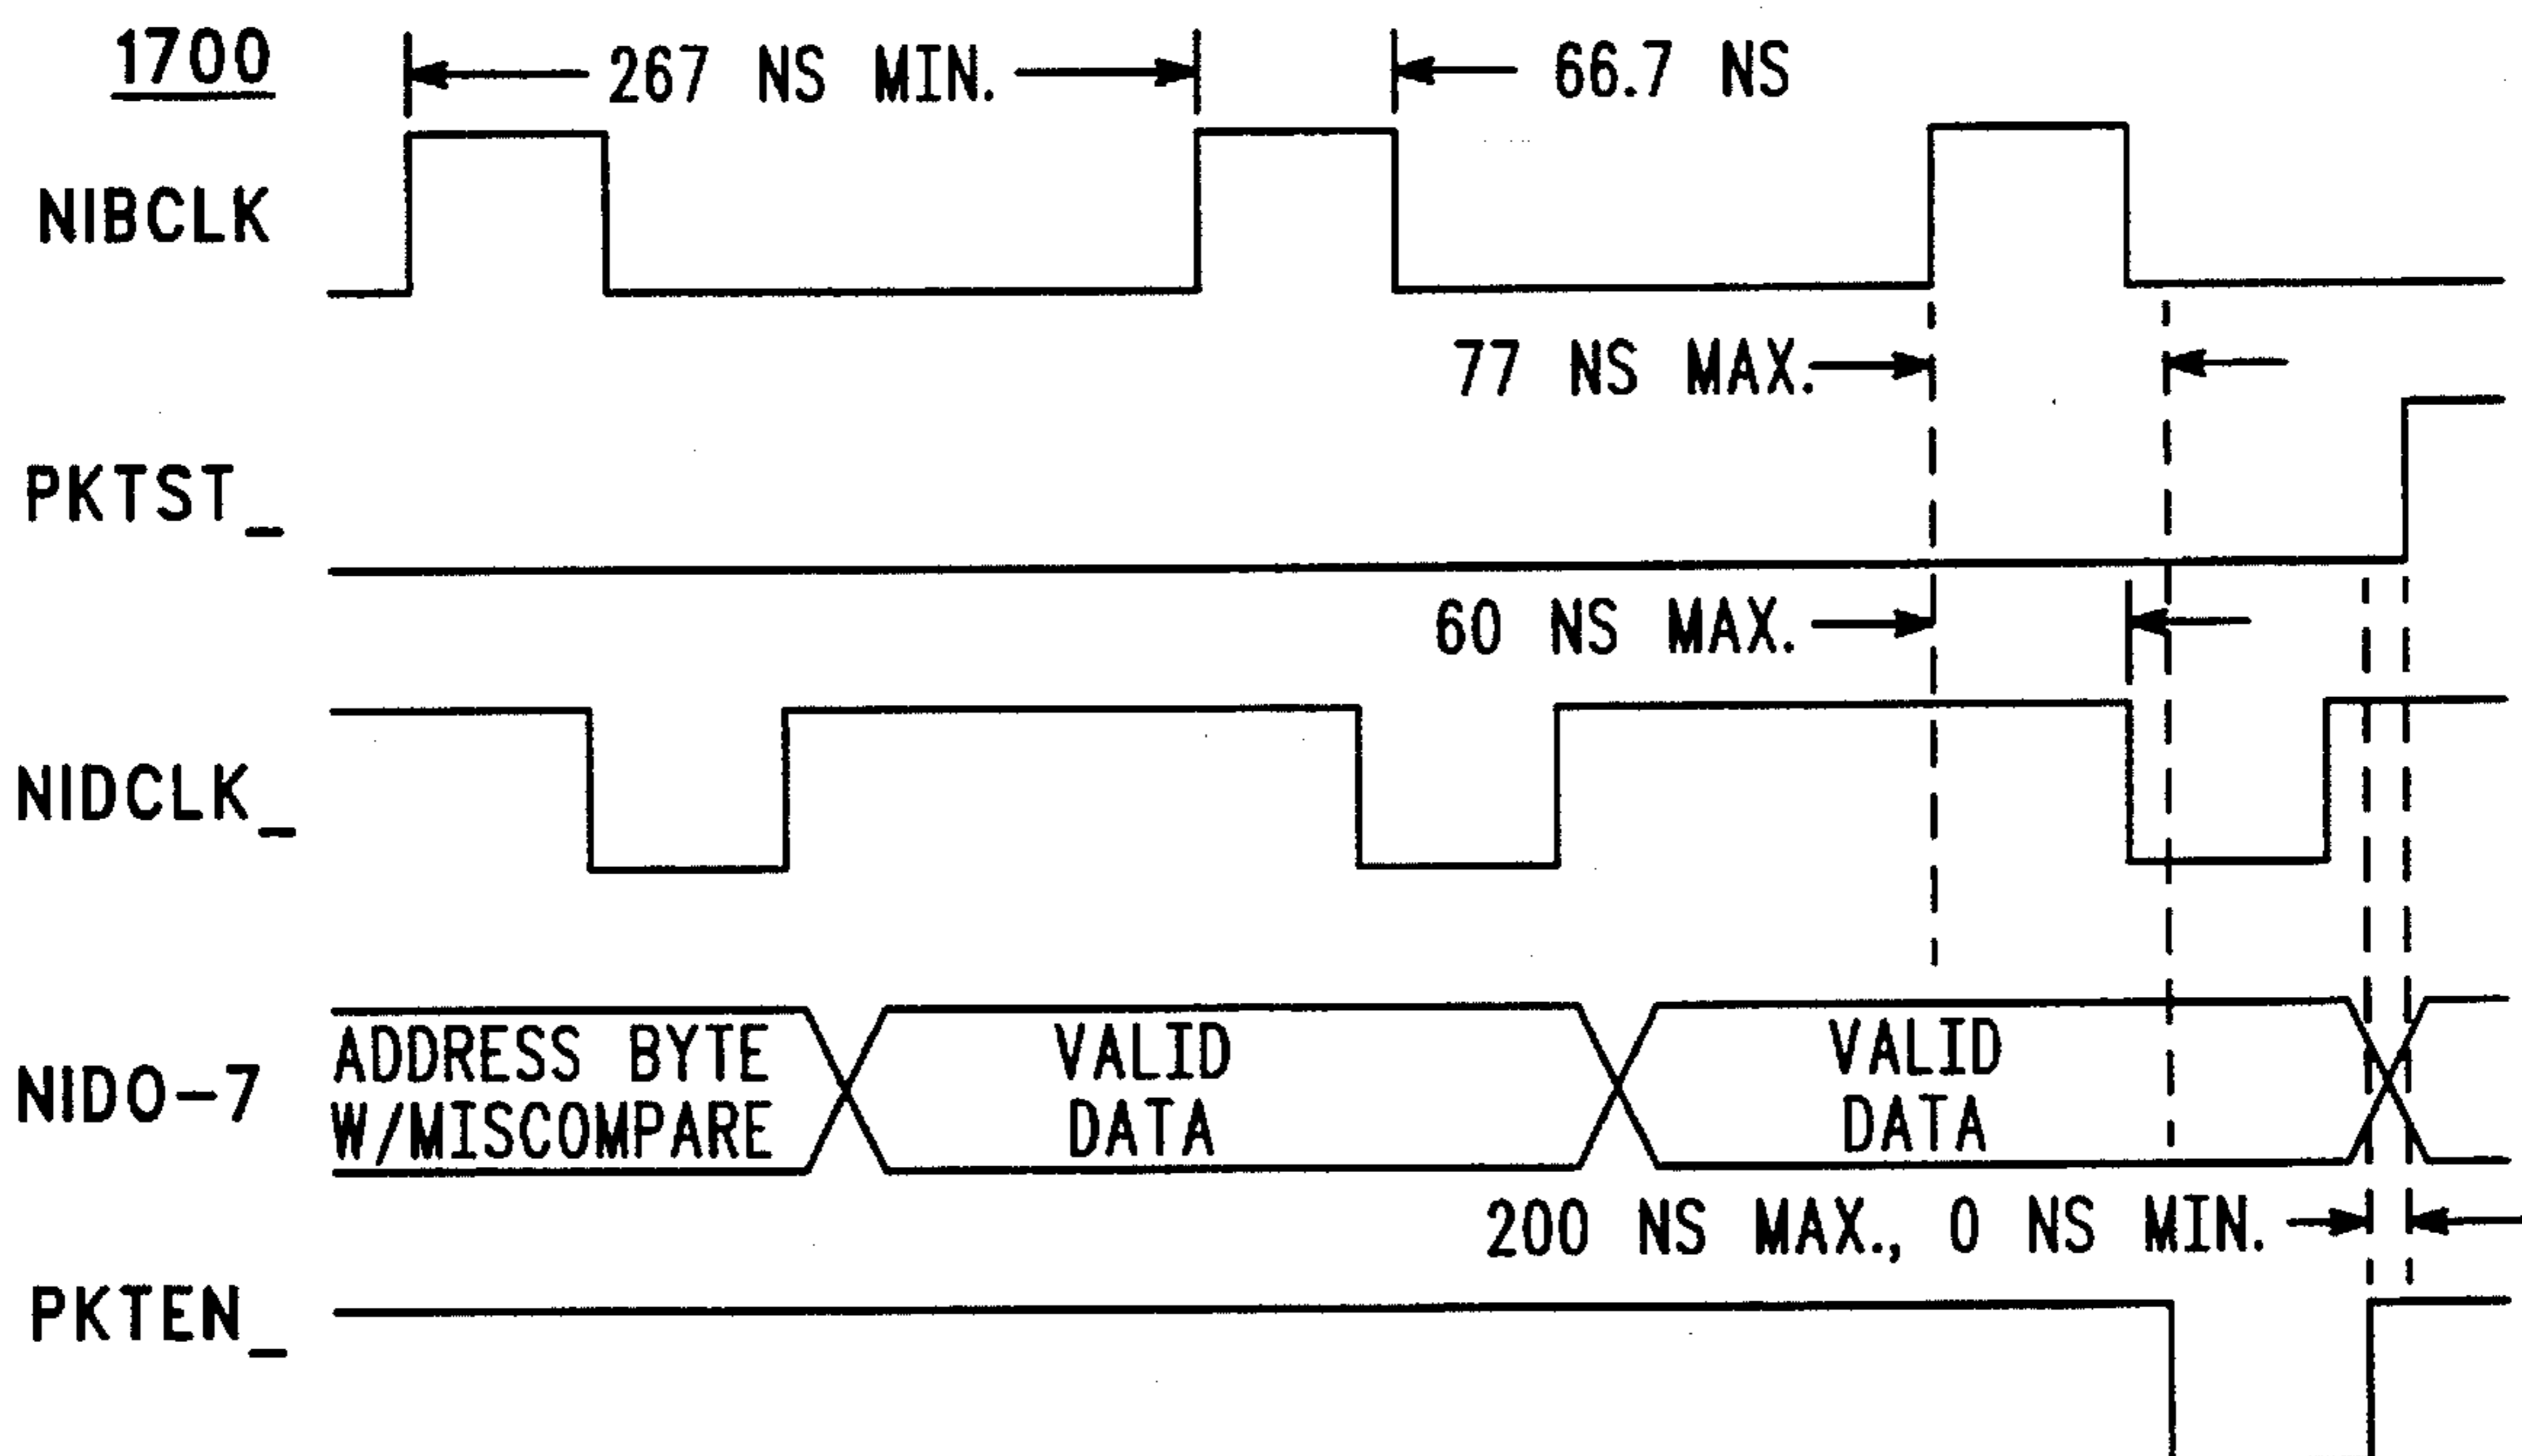 1700
267 NS MIN.
66.7 NS
NIBCLK
77 NS MAX.
PKTST_
60 NS MAX.
NIDCLK_
NIDO-7
ADDRESS BYTE
W/MISCOMPARE
VALID
DATA
VALID
DATA
200 NS MAX., 0 NS MIN.
PKTEN_